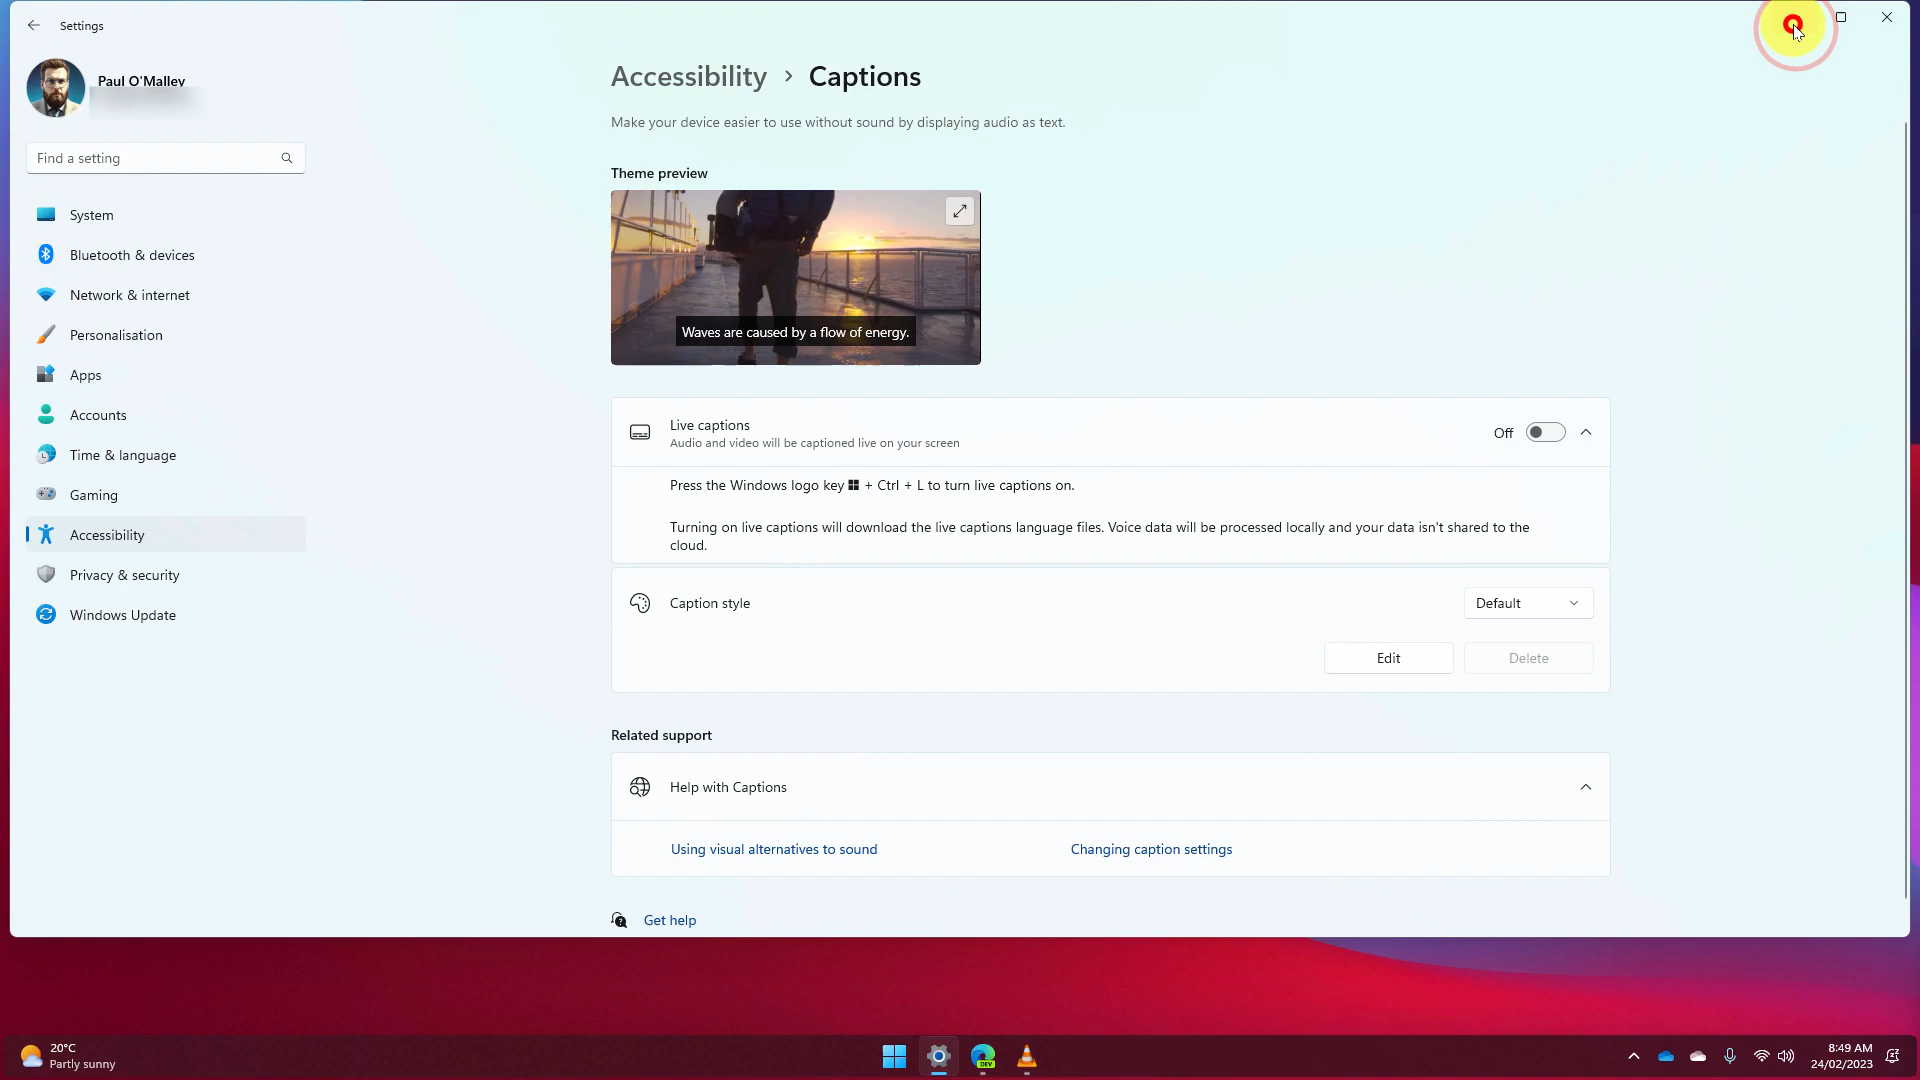 Settings
Paul O'Malley
Find a setting
System
Bluetooth & devices
Network & internet
Personalisation
Apps
Accounts
Time & language
Gaming
Accessibility
Privacy & security
Windows Update
Accessibility > Captions
Make your device easier to use without sound by displaying audio as text.
Theme preview
Waves are caused by a flow of energy.
Live captions
Audio and video will be captioned live on your screen
Off
Press the Windows logo key + Ctrl + L to turn live captions on.
Turning on live captions will download the live captions language files. Voice data will be processed locally and your data isn't shared to the
cloud.
Caption style
Default
Edit
Delete
Related support
Help with Captions
Using visual alternatives to sound
Changing caption settings
Get help
20°C
Partly sunny
DEV
8:49 AM
24/02/2023